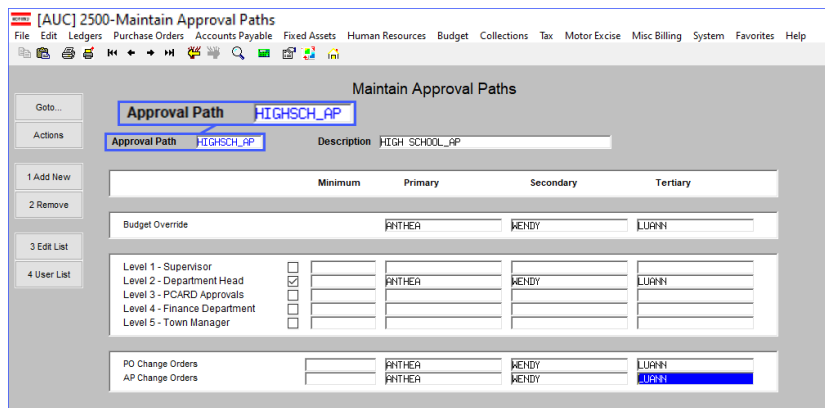 [AUC] 2500-Maintain Approval Paths
File Edit Ledgers Purchase Orders Accounts Payable Fixed Assets Human Resources Budget Collections Tax Motor Excise Misc Billing System Favorites Help
Maintain Approval Paths
Goto...
Approval Path HIGHSCH_AP
Actions
Approval Path HIGHSCH_AP Description HIGH SCHOOL_AP
1 Add New
Minimum Primary Secondary Tertiary
2 Remove
Budget Override ANTHEA WENDY LUANN
3 Edit List
4 User List
Level 1 - Supervisor
Level 2 - Department Head ANTHEA WENDY LUANN
Level 3 - PCARD Approvals
Level 4 - Finance Department
Level 5 - Town Manager
PO Change Orders ANTHEA WENDY LUANN
AP Change Orders ANTHEA WENDY LUANN